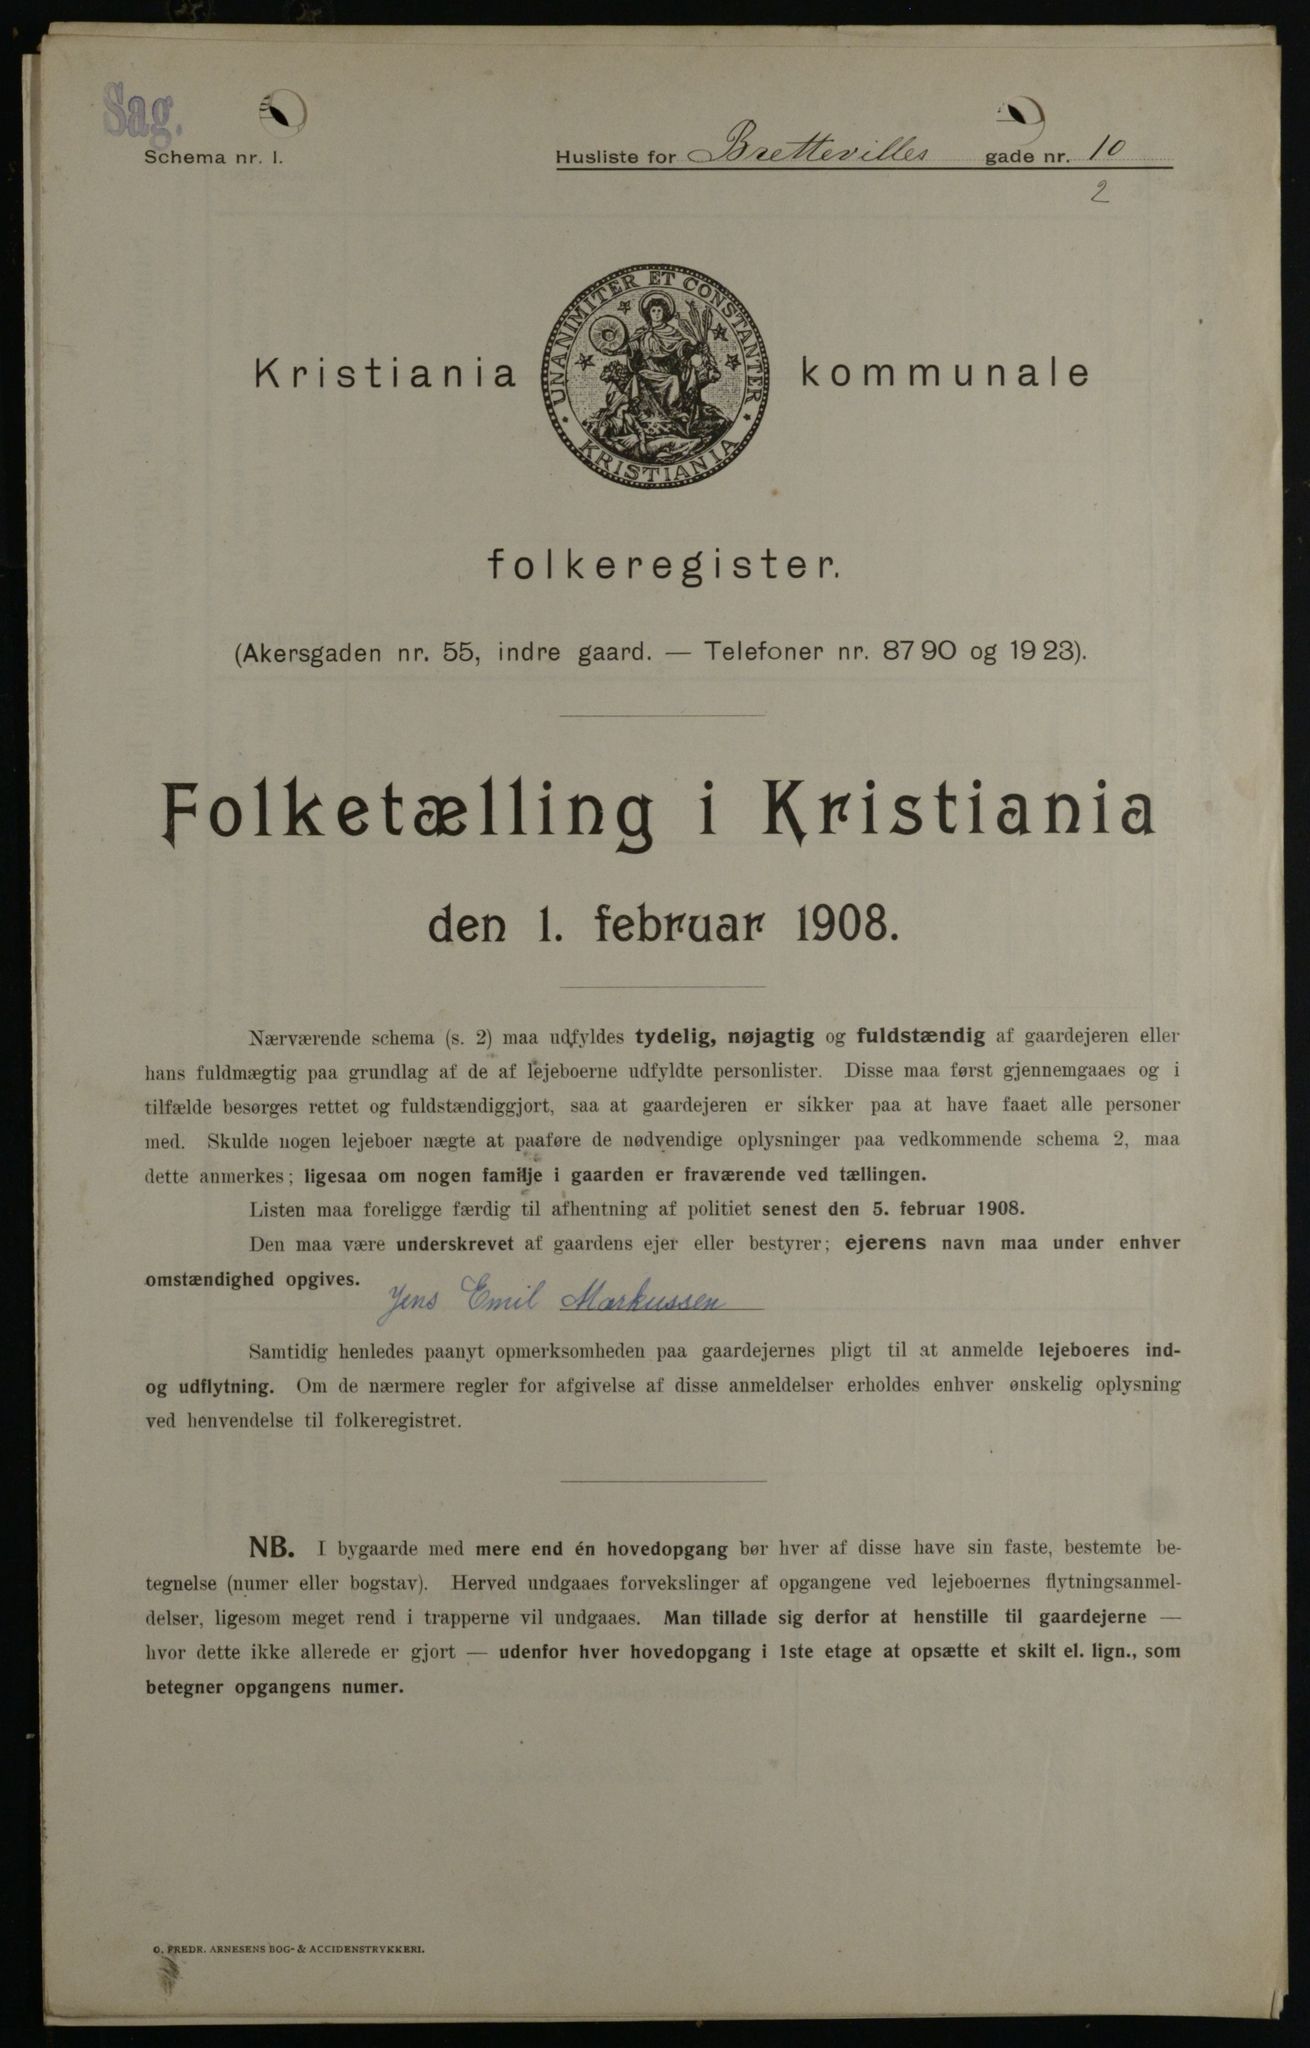 Sag.
Schema nr. 1.
Husliste for Brettevilles gade nr. 10
2
UNANIMITER ET CONSTANTER
KRISTIANIA
Kristiania kommunale
folkeregister.
(Akersgaden nr. 55, indre gaard. — Telefoner nr. 8790 og 1923).
Folketælling i Kristiania
den 1. februar 1908.
Nærværende schema (s. 2) maa udfyldes tydelig, nøjagtig og fuldstændig af gaardejeren eller
hans fuldmægtig paa grundlag af de af lejeboerne udfyldte personlister. Disse maa først gjennemgaaes og i
tilfælde besørges rettet og fuldstændiggjort, saa at gaardejeren er sikker paa at have faaet alle personer
med. Skulde nogen lejeboer nægte at paaføre de nødvendige oplysninger paa vedkommende schema 2, maa
dette anmerkes; ligesaa om nogen familje i gaarden er fraværende ved tællingen.
Listen maa foreligge færdig til afhentning af politiet senest den 5. februar 1908.
Den maa være underskrevet af gaardens ejer eller bestyrer; ejerens navn maa under enhver
omstændighed opgives.
Jens Emil Markussen
Samtidig henledes paanyt opmerksomheden paa gaardejernes pligt til at anmelde lejeboeres ind-
og udflytning. Om de nærmere regler for afgivelse af disse anmeldelser erholdes enhver ønskelig oplysning
ved henvendelse til folkeregistret.
NB. I bygaarde med mere end én hovedopgang bør hver af disse have sin faste, bestemte be-
tegnelse (numer eller bogstav). Herved undgaaes forvekslinger af opgangene ved lejeboernes flytningsanmel-
delser, ligesom meget rend i trapperne vil undgaaes. Man tillade sig derfor at henstille til gaardejerne —
hvor dette ikke allerede er gjort — udenfor hver hovedopgang i 1ste etage at opsætte et skilt el. lign., som
betegner opgangens numer.
O. FREDR. ARNESENS BOG- & ACCIDENSTRYKKERI.